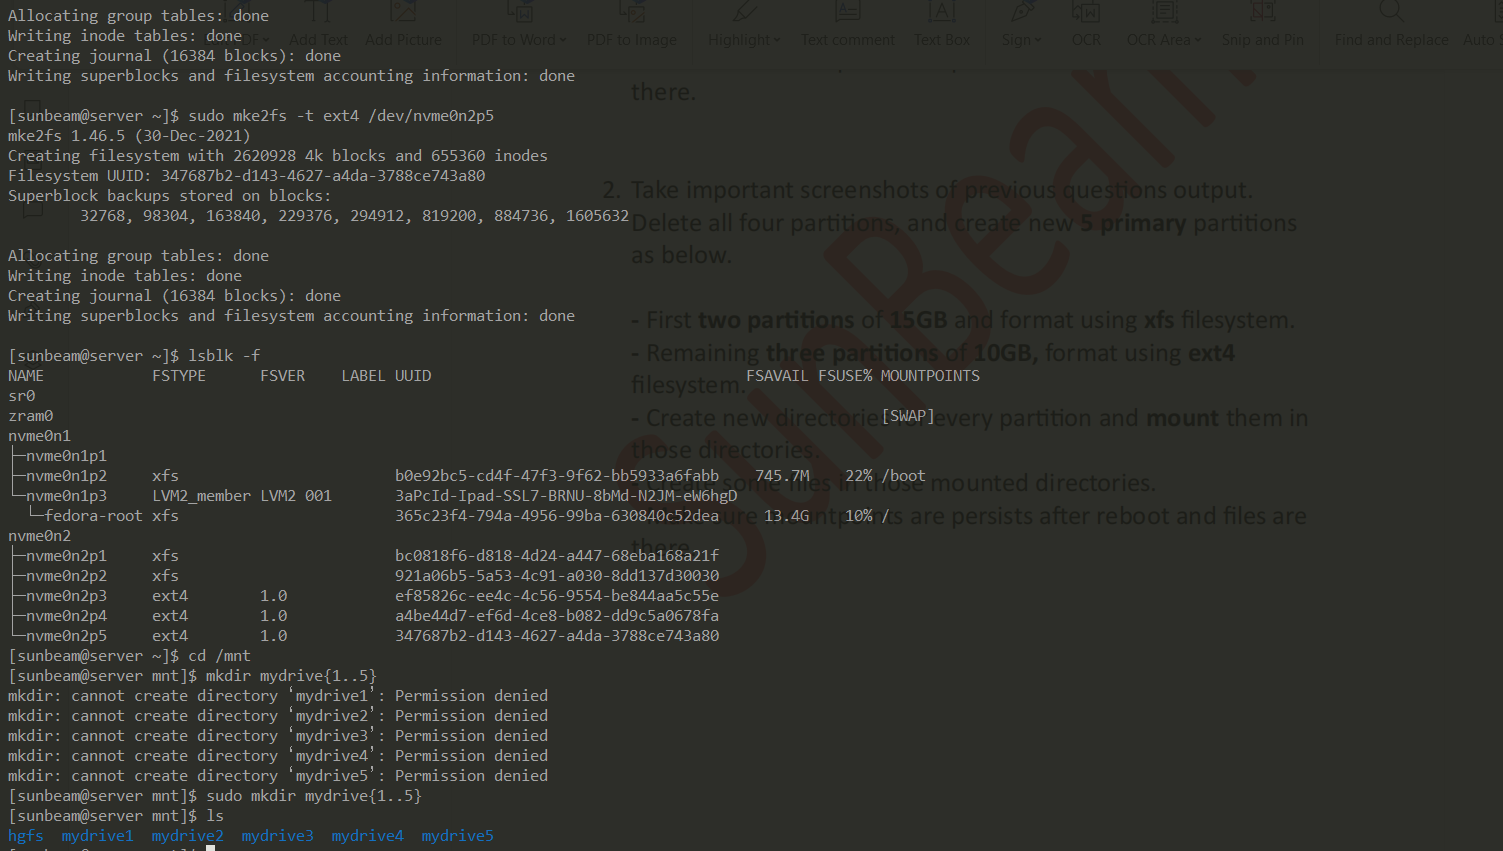 Allocating group tables: done
Writing inode tables: done
Creating journal (16384 blocks): done
Writing superblocks and filesystem accounting information: done
[sunbeam@server ~]$ sudo mke2fs -t ext4 /dev/nvme0n2p5
mke2fs 1.46.5 (30-Dec-2021)
Creating filesystem with 2620928 4k blocks and 655360 inodes
Filesystem UUID: 347687b2-d143-4627-a4da-3788ce743a80
Superblock backups stored on blocks:
32768, 98304, 163840, 229376, 294912, 819200, 884736, 1605632
Allocating group tables: done
Writing inode tables: done
Creating journal (16384 blocks): done
Writing superblocks and filesystem accounting information: done
[sunbeam@server ~]$ lsblk -f
NAME FSTYPE FSVER LABEL UUID FSAVAIL FSUSE% MOUNTPOINTS
sr0
zram0 [SWAP]
nvme0n1
├─nvme0n1p1
├─nvme0n1p2 xfs b0e92bc5-cd4f-47f3-9f62-bb5933a6fabb 745.7M 22% /boot
└─nvme0n1p3 LVM2_member LVM2 001 3aPcId-Ipad-SSL7-BRNU-8bMd-N2JM-eW6hgD
└─fedora-root xfs 365c23f4-794a-4956-99ba-630840c52dea 13.4G 10% /
nvme0n2
├─nvme0n2p1 xfs bc0818f6-d818-4d24-a447-68eba168a21f
├─nvme0n2p2 xfs 921a06b5-5a53-4c91-a030-8dd137d30030
├─nvme0n2p3 ext4 1.0 ef85826c-ee4c-4c56-9554-be844aa5c55e
├─nvme0n2p4 ext4 1.0 a4be44d7-ef6d-4ce8-b082-dd9c5a0678fa
└─nvme0n2p5 ext4 1.0 347687b2-d143-4627-a4da-3788ce743a80
[sunbeam@server ~]$ cd /mnt
[sunbeam@server mnt]$ mkdir mydrive{1..5}
mkdir: cannot create directory ‘mydrive1’: Permission denied
mkdir: cannot create directory ‘mydrive2’: Permission denied
mkdir: cannot create directory ‘mydrive3’: Permission denied
mkdir: cannot create directory ‘mydrive4’: Permission denied
mkdir: cannot create directory ‘mydrive5’: Permission denied
[sunbeam@server mnt]$ sudo mkdir mydrive{1..5}
[sunbeam@server mnt]$ ls
hgfs mydrive1 mydrive2 mydrive3 mydrive4 mydrive5
Add Text Add Picture PDF to Word PDF to Image Highlight Text comment Text Box Sign OCR OCR Area Snip and Pin Find and Replace Auto
there.
2. Take important screenshots of previous questions output.
Delete all four partitions, and create new 5 primary partitions
as below.
- First two partitions of 15GB and format using xfs filesystem.
- Remaining three partitions of 10GB, format using ext4
filesystem.
- Create new directories for every partition and mount them in
those directories.
- Create some files in those mounted directories.
sure mountpoints are persists after reboot and files are
there.
SunBeam